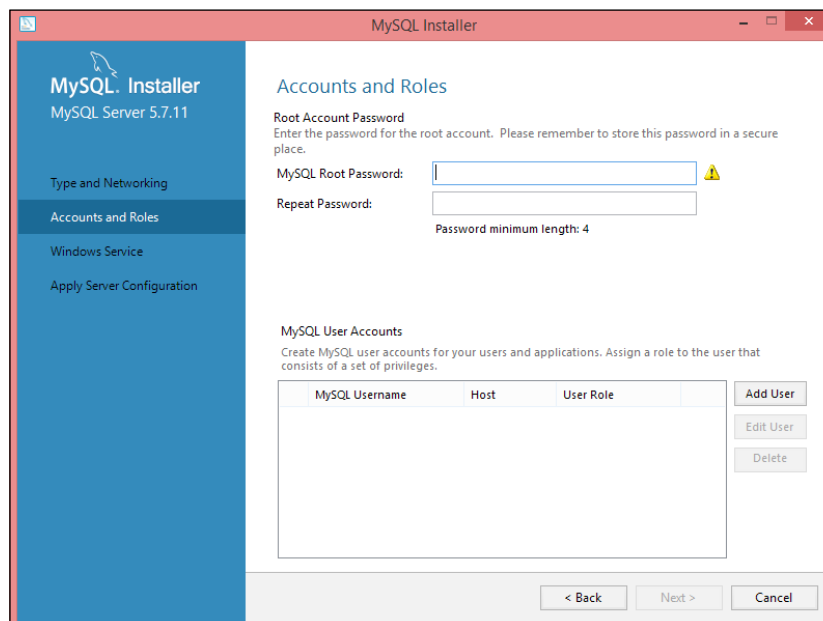 MySQL Installer
MySQL. Installer
MySQL Server 5.7.11
Type and Networking
Accounts and Roles
Windows Service
Apply Server Configuration
Accounts and Roles
Root Account Password
Enter the password for the root account. Please remember to store this password in a secure
place.
MySQL Root Password:
Repeat Password:
Password minimum length: 4
MySQL User Accounts
Create MySQL user accounts for your users and applications. Assign a role to the user that
consists of a set of privileges.
MySQL Username Host User Role
Add User
Edit User
Delete
< Back Next > Cancel